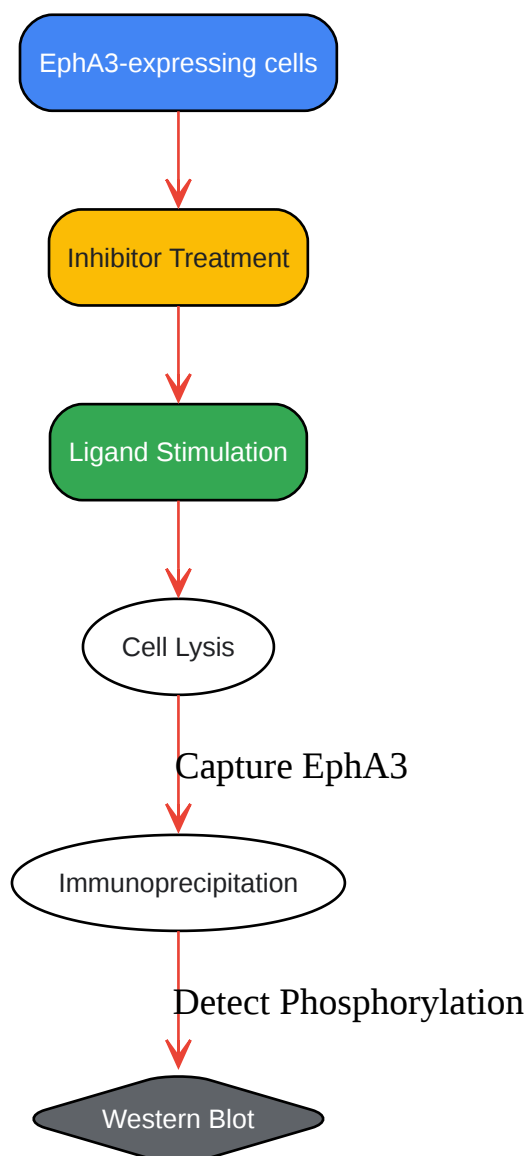 EphA3-expressing cells
Inhibitor Treatment
Ligand Stimulation
Cell Lysis
Capture EphA3
Immunoprecipitation
Detect Phosphorylation
Western Blot